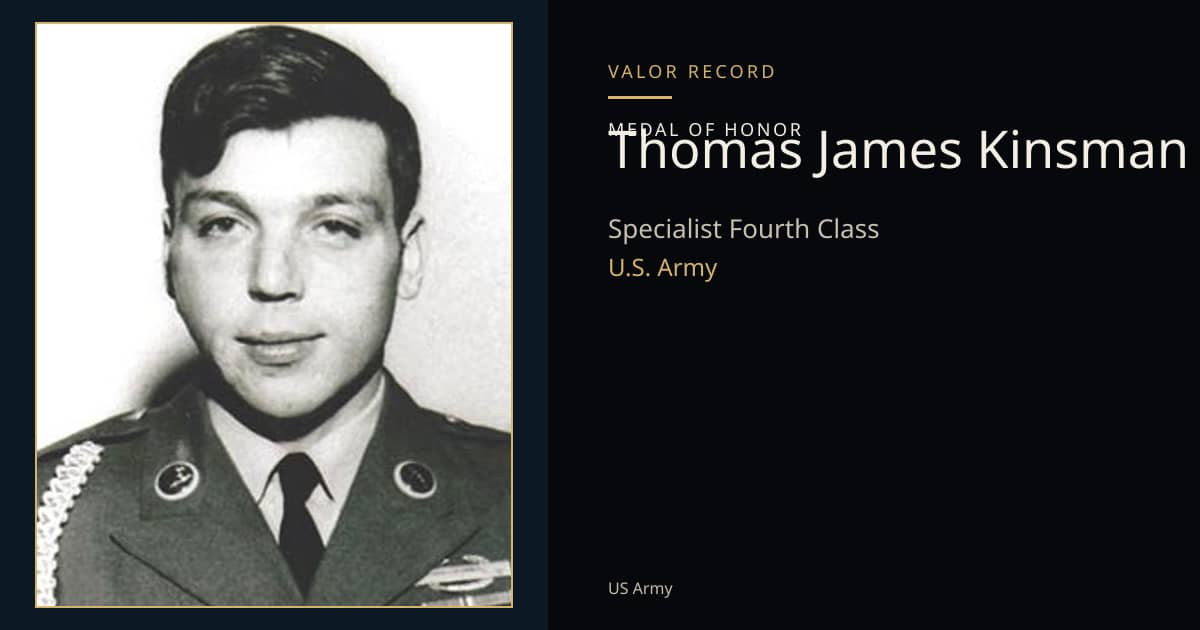 VALOR RECORD
MEDAL OF HONOR
Thomas James Kinsman
Specialist Fourth Class
U.S. Army
US Army